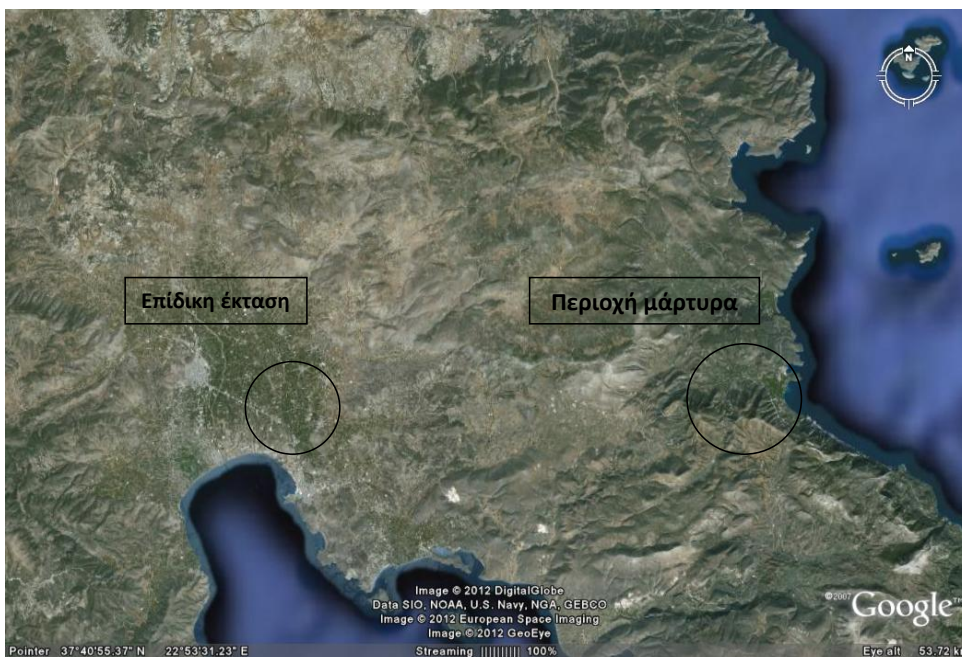 N
Επίδικη έκταση
Περιοχή μάρτυρα
Image © 2012 DigitalGlobe
Data SIO, NOAA, U.S. Navy, NGA, GEBCO
Image © 2012 European Space Imaging
Image © 2012 GeoEye
©2007 Google™
Pointer 37°40'55.37" N 22°53'31.23" E
Streaming |||||||||| 100%
Eye alt 53.72 km